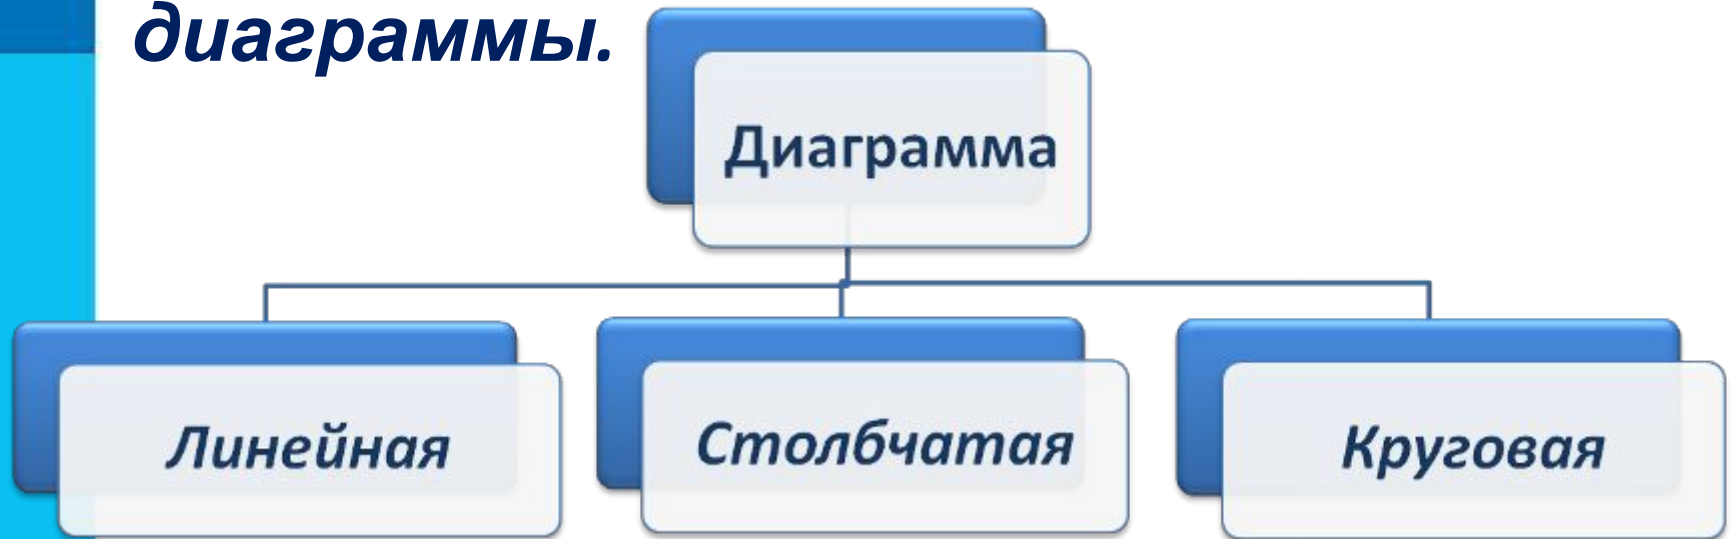 диаграммы.
Диаграмма
Линейная
Столбчатая
Круговая